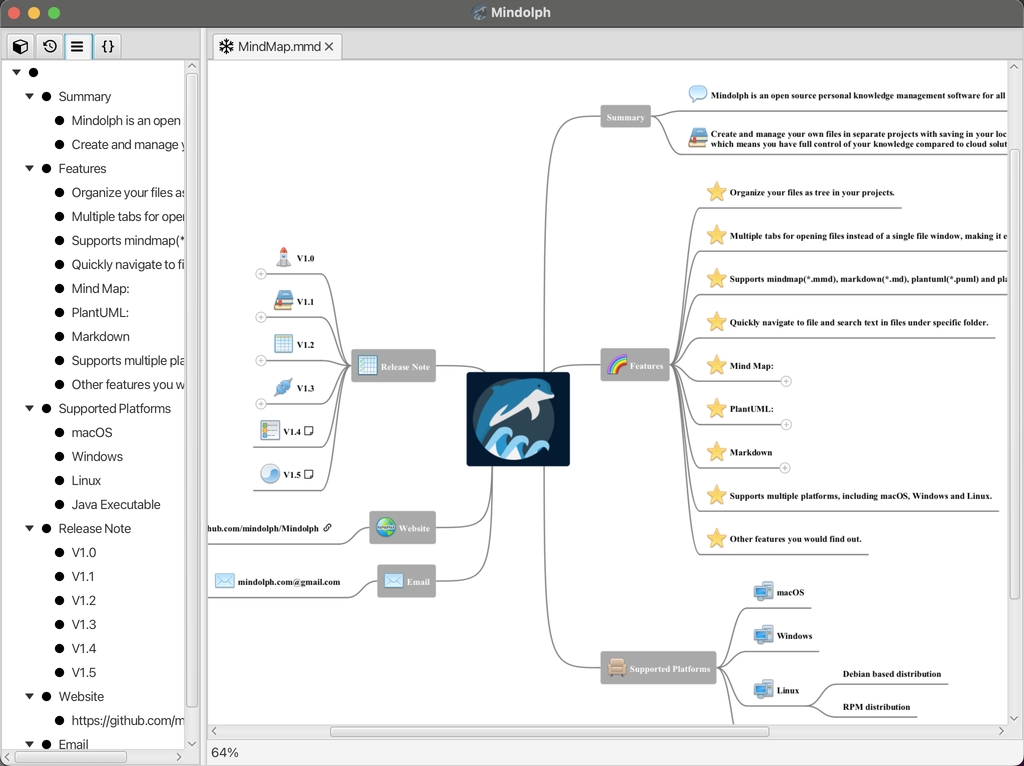 Mindolph
{}
MindMap.mmd
Summary
Mindolph is an open
Create and manage y
Features
Organize your files as
Multiple tabs for open
Supports mindmap(*
Quickly navigate to fi
Mind Map:
PlantUML:
Markdown
Supports multiple pla
Other features you w
Supported Platforms
macOS
Windows
Linux
Java Executable
Release Note
V1.0
V1.1
V1.2
V1.3
V1.4
V1.5
Website
https://github.com/m
Email
Summary
Mindolph is an open source personal knowledge management software for all
Create and manage your own files in separate projects with saving in your loc
which means you have full control of your knowledge compared to cloud solut
Features
Organize your files as tree in your projects.
Multiple tabs for opening files instead of a single file window, making it e
Supports mindmap(*.mmd), markdown(*.md), plantuml(*.puml) and pla
Quickly navigate to file and search text in files under specific folder.
Mind Map:
PlantUML:
Markdown
Supports multiple platforms, including macOS, Windows and Linux.
Other features you would find out.
Release Note
V1.0
V1.1
V1.2
V1.3
V1.4
V1.5
Website
hub.com/mindolph/Mindolph
Email
mindolph.com@gmail.com
Supported Platforms
macOS
Windows
Linux
Debian based distribution
RPM distribution
64%